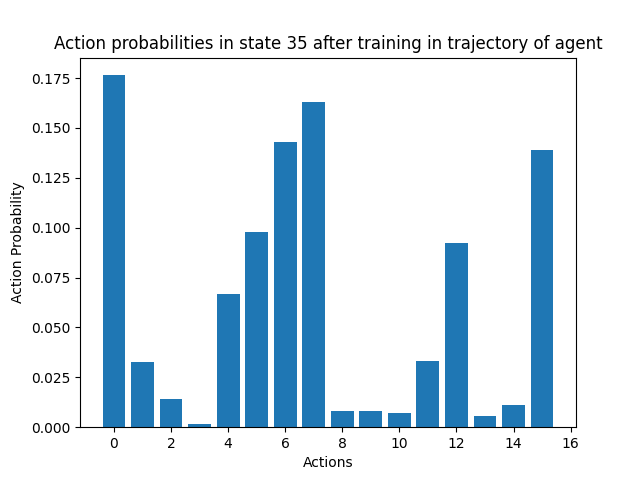 Action probabilities in state 35 after training in trajectory of agent
Action Probability
0.175
0.150
0.125
0.100
0.075
0.050
0.025
0.000
0 2 4 6 8 10 12 14 16
Actions